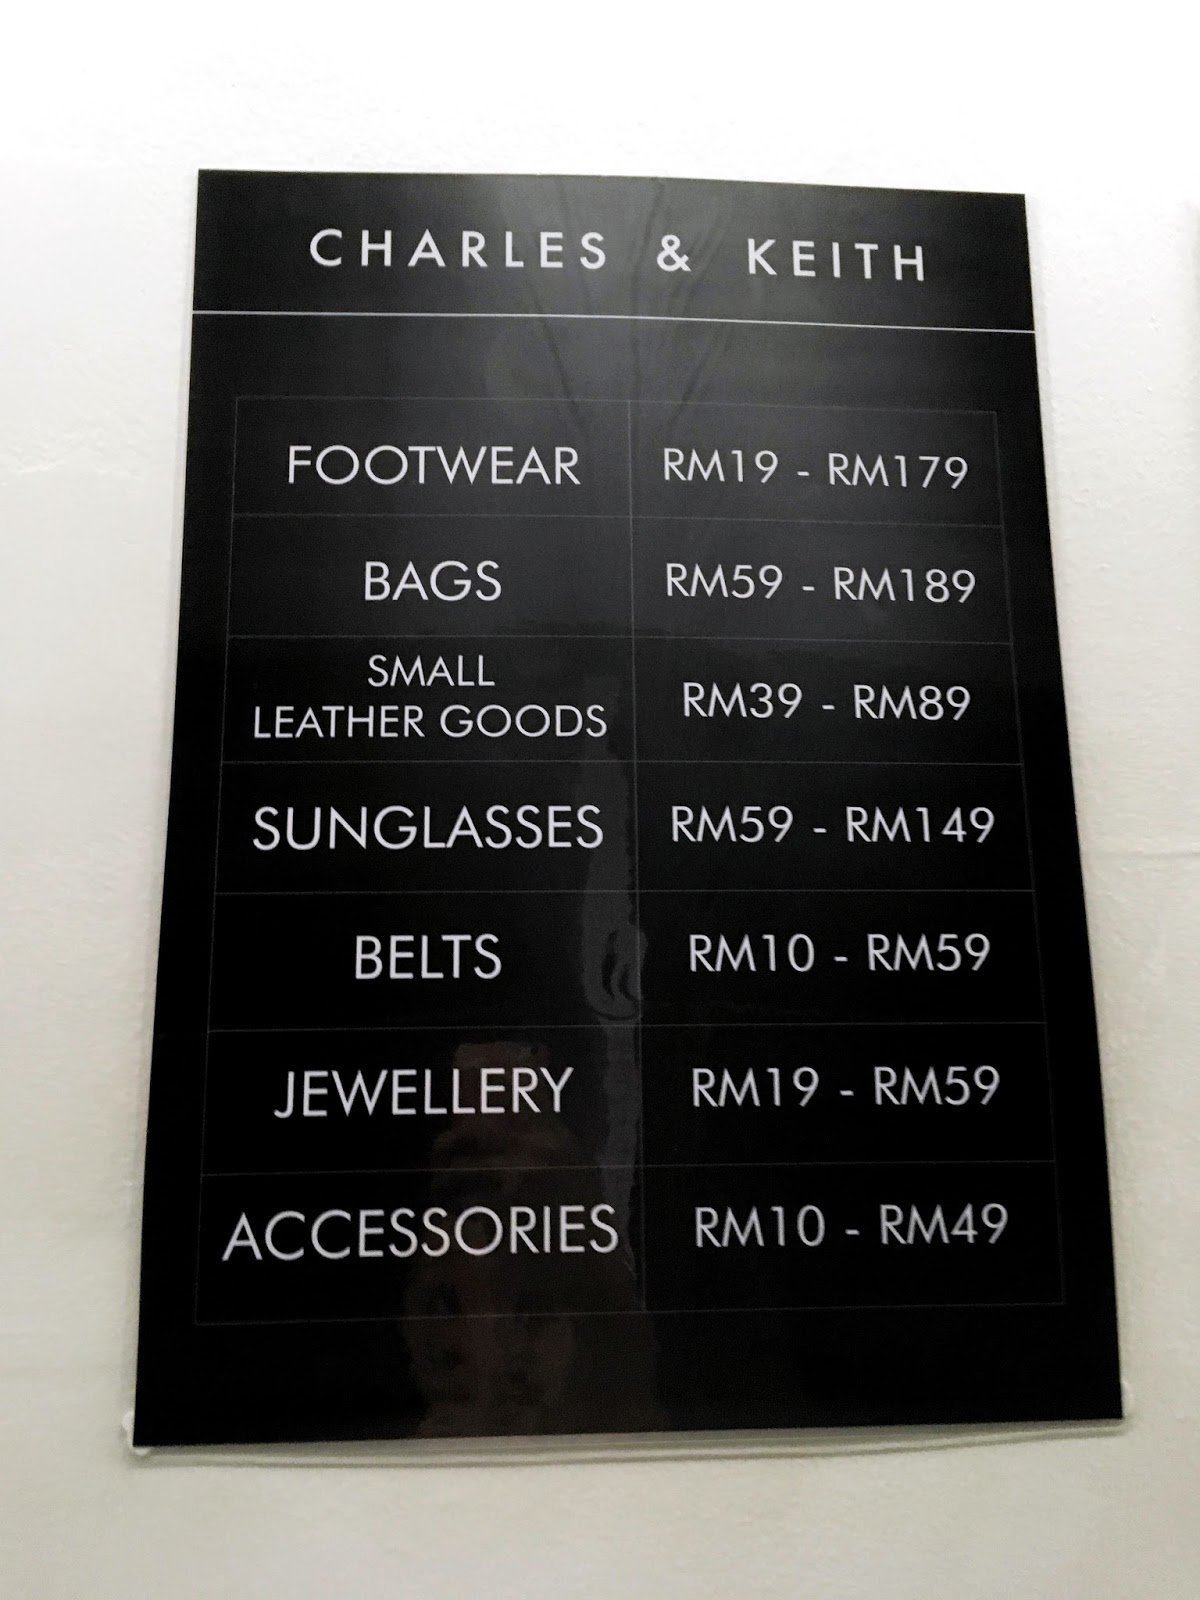 CHARLES & KEITH
FOOTWEAR RM19 - RM179
BAGS RM59 - RM189
SMALL
LEATHER GOODS RM39 - RM89
SUNGLASSES RM59 - RM149
BELTS RM10 - RM59
JEWELLERY RM19 - RM59
ACCESSORIES RM10 - RM49